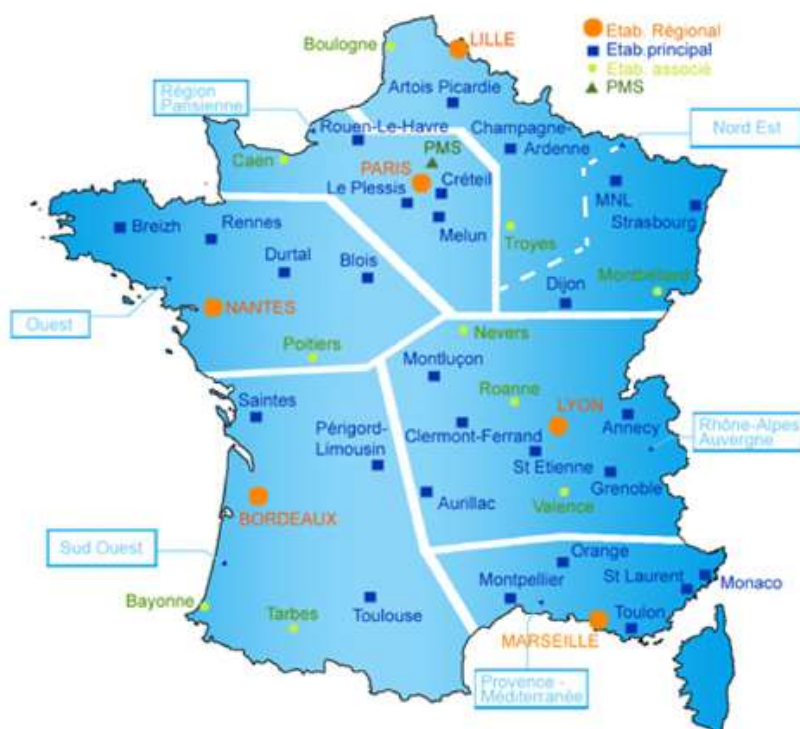 Etab. Régional
Etab.principal
Etab. associé
PMS
Boulogne
LILLE
Artois Picardie
Région
Parisienne
Rouen-Le-Havre
Champagne-
Ardenne
Nord Est
Caen
PMS
PARIS
Créteil
Le Plessis
Melun
MNL
Strasbourg
Troyes
Breizh
Rennes
Durtal
Blois
Dijon
Montbéliard
NANTES
Ouest
Nevers
Poitiers
Montluçon
Roanne
LYON
Annecy
Saintes
Périgord-
Limousin
Clermont-Ferrand
Rhône-Alpes
Auvergne
St Etienne
Grenoble
Aurillac
Valence
BORDEAUX
Sud Ouest
Orange
Montpellier
St Laurent
Monaco
Bayonne
Tarbes
Toulouse
MARSEILLE
Toulon
Provence -
Méditerranée